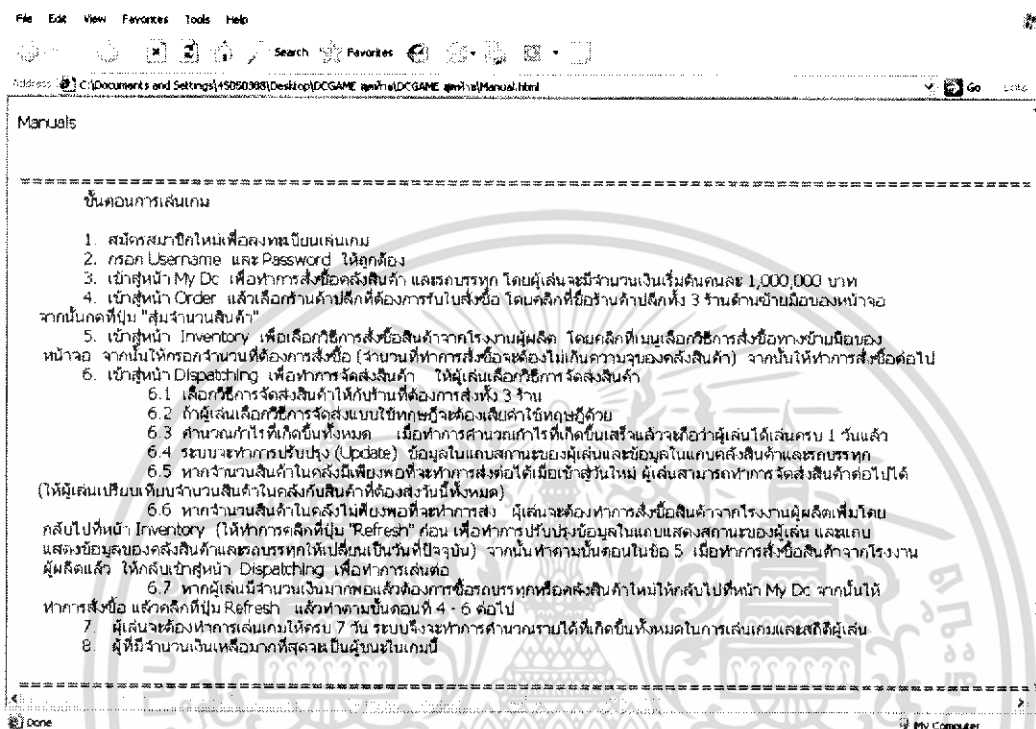 File Edit View Favorites Tools Help
Search Favorites
Address C:\Documents and Settings\45050308\Desktop\DCGAME สุดท้าย\DCGAME สุดท้าย\Manual.html Go Links
Manuals
ขั้นตอนการเล่นเกม
1. สมัครสมาชิกใหม่เพื่อลงทะเบียนเล่นเกม
2. กรอก Username และ Password ให้ถูกต้อง
3. เข้าสู่หน้า My Dc เพื่อทำการสั่งซื้อคลังสินค้า และรถบรรทุก โดยผู้เล่นจะมีจำนวนเงินเริ่มต้นคนละ 1,000,000 บาท
4. เข้าสู่หน้า Order แล้วเลือกร้านค้าปลีกที่ต้องการรับใบสั่งซื้อ โดยคลิกที่ชื่อร้านค้าปลีกทั้ง 3 ร้านด้านซ้ายมือของหน้าจอ
จากนั้นกดที่ปุ่ม "สุ่มจำนวนสินค้า"
5. เข้าสู่หน้า Inventory เพื่อเลือกวิธีการสั่งซื้อสินค้าจากโรงงานผู้ผลิต โดยคลิกที่เมนูเลือกวิธีการสั่งซื้อทางซ้ายมือของ
หน้าจอ จากนั้นให้กรอกจำนวนที่ต้องการสั่งซื้อ (จำนวนที่ทำการสั่งซื้อจะต้องไม่เกินความจุของคลังสินค้า) จากนั้นให้ทำการสั่งซื้อต่อไป
6. เข้าสู่หน้า Dispatching เพื่อทำการจัดส่งสินค้า ให้ผู้เล่นเลือกวิธีการจัดส่งสินค้า
6.1 เลือกวิธีการจัดส่งสินค้าให้กับร้านที่ต้องการส่งทั้ง 3 ร้าน
6.2 ถ้าผู้เล่นเลือกวิธีการจัดส่งแบบใช้ทฤษฎีจะต้องเสียค่าใช้ทฤษฎีด้วย
6.3 คำนวณกำไรที่เกิดขึ้นทั้งหมด เมื่อทำการคำนวณกำไรที่เกิดขึ้นเสร็จแล้วจะถือว่าผู้เล่นได้เล่นครบ 1 วันแล้ว
6.4 ระบบจะทำการปรับปรุง (Update) ข้อมูลในแถบสถานะของผู้เล่นและข้อมูลในแถบคลังสินค้าและรถบรรทุก
6.5 หากจำนวนสินค้าในคลังมีเพียงพอที่จะทำการส่งต่อได้เมื่อเข้าสู่วันใหม่ ผู้เล่นสามารถทำการจัดส่งสินค้าต่อไปได้
(ให้ผู้เล่นเปรียบเทียบจำนวนสินค้าในคลังกับสินค้าที่ต้องส่งวันนี้ทั้งหมด)
6.6 หากจำนวนสินค้าในคลังไม่เพียงพอที่จะทำการส่ง ผู้เล่นจะต้องทำการสั่งซื้อสินค้าจากโรงงานผู้ผลิตเพิ่มโดย
กลับไปที่หน้า Inventory (ให้ทำการคลิกที่ปุ่ม "Refresh" ก่อน เพื่อทำการปรับปรุงข้อมูลในแถบแสดงสถานะของผู้เล่น และแถบ
แสดงข้อมูลของคลังสินค้าและรถบรรทุกให้เปลี่ยนเป็นวันที่ปัจจุบัน) จากนั้นทำตามขั้นตอนในข้อ 5 เมื่อทำการสั่งซื้อสินค้าจากโรงงาน
ผู้ผลิตแล้ว ให้กลับเข้าสู่หน้า Dispatching เพื่อทำการเล่นต่อ
6.7 หากผู้เล่นมีจำนวนเงินมากพอแล้วต้องการซื้อรถบรรทุกหรือคลังสินค้าใหม่ให้กลับไปที่หน้า My Dc จากนั้นให้
ทำการสั่งซื้อ แล้วคลิกที่ปุ่ม Refresh แล้วทำตามขั้นตอนที่ 4 - 6 ต่อไป
7. ผู้เล่นจะต้องทำการเล่นเกมให้ครบ 7 วัน ระบบจึงจะทำการคำนวณรายได้ที่เกิดขึ้นทั้งหมดในการเล่นเกมและสถิติผู้เล่น
8. ผู้ที่มีจำนวนเงินเหลือมากที่สุดจะเป็นผู้ชนะในเกมนี้
Done My Computer